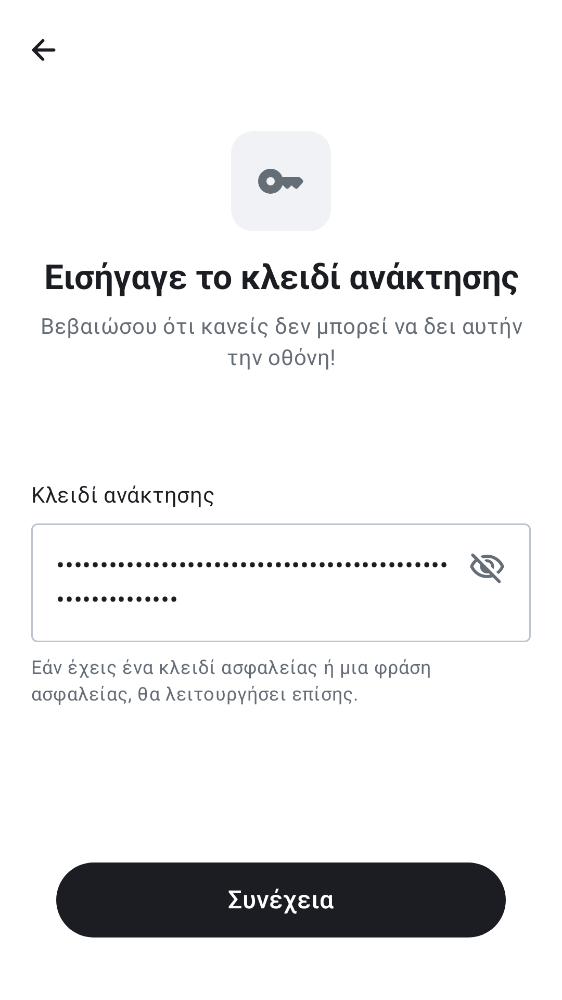 Εισήγαγε το κλειδί ανάκτησης
Βεβαιώσου ότι κανείς δεν μπορεί να δει αυτήν
την οθόνη!
Κλειδί ανάκτησης
Εάν έχεις ένα κλειδί ασφαλείας ή μια φράση
ασφαλείας, θα λειτουργήσει επίσης.
Συνέχεια